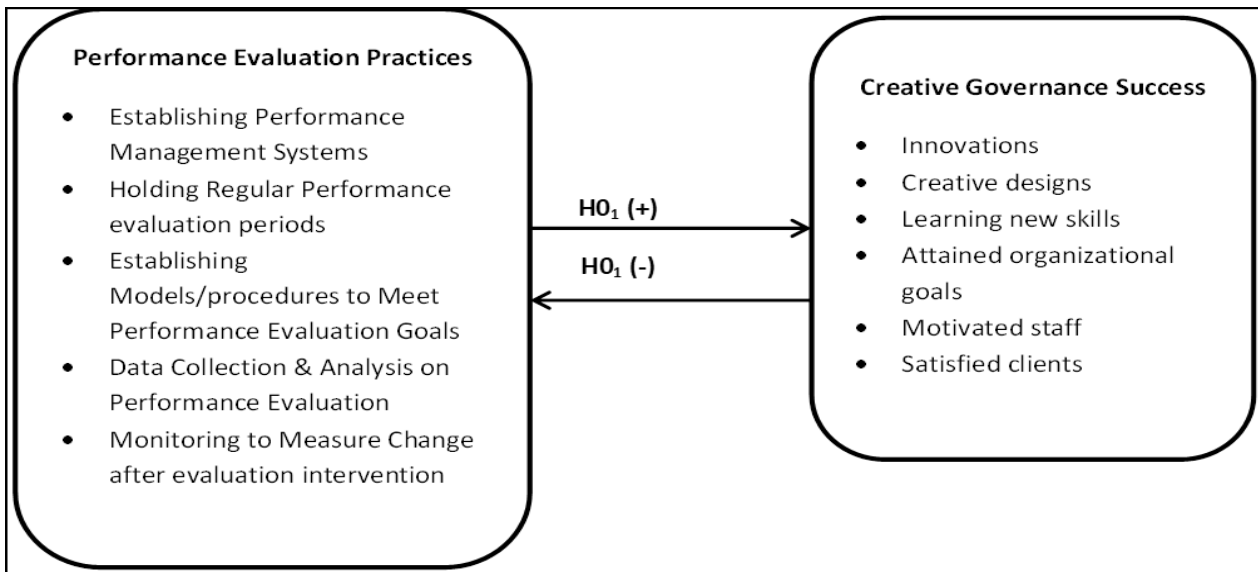 Performance Evaluation Practices
• Establishing Performance
Management Systems
• Holding Regular Performance
evaluation periods
• Establishing
Models/procedures to Meet
Performance Evaluation Goals
• Data Collection & Analysis on
Performance Evaluation
• Monitoring to Measure Change
after evaluation intervention
H0₁ (+)
H0₁ (-)
Creative Governance Success
• Innovations
• Creative designs
• Learning new skills
• Attained organizational
goals
• Motivated staff
• Satisfied clients